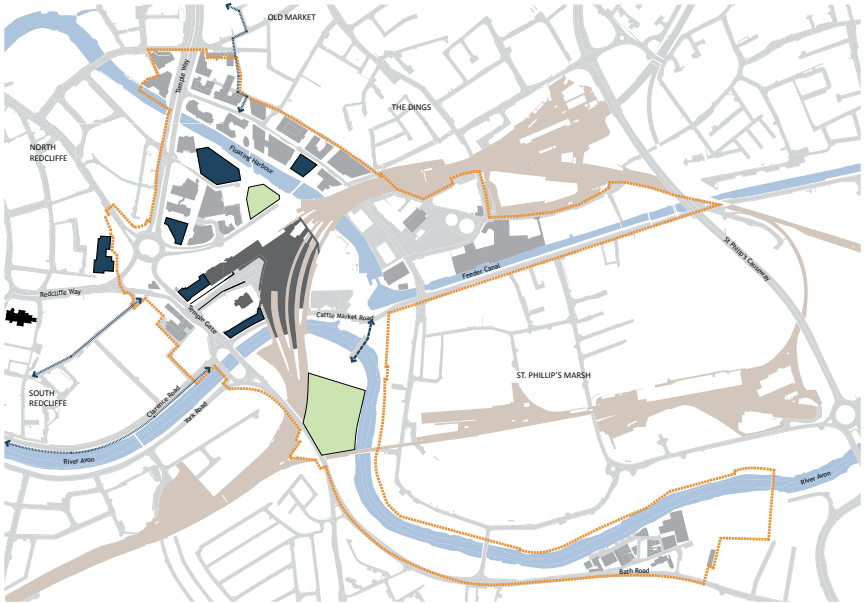 OLD MARKET
Temple Way
THE DINGS
NORTH
REDCLIFFE
Floating Harbour
St Philip's Causeway
Feeder Canal
Redcliffe Way
Temple Gate
Cattle Market Road
ST. PHILLIP'S MARSH
SOUTH
REDCLIFFE
Clarence Road
York Road
River Avon
River Avon
Bath Road